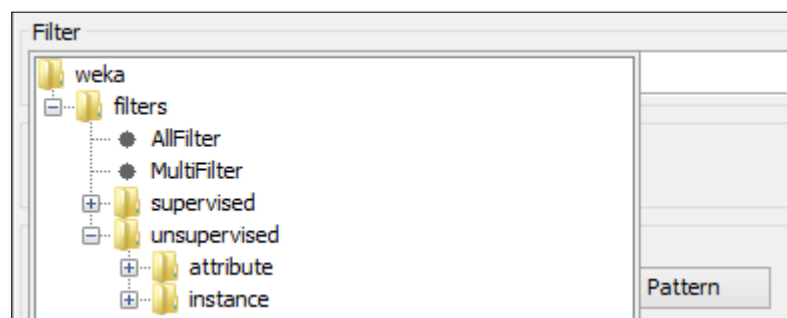 Filter
weka
filters
AllFilter
MultiFilter
supervised
unsupervised
attribute
instance
Pattern